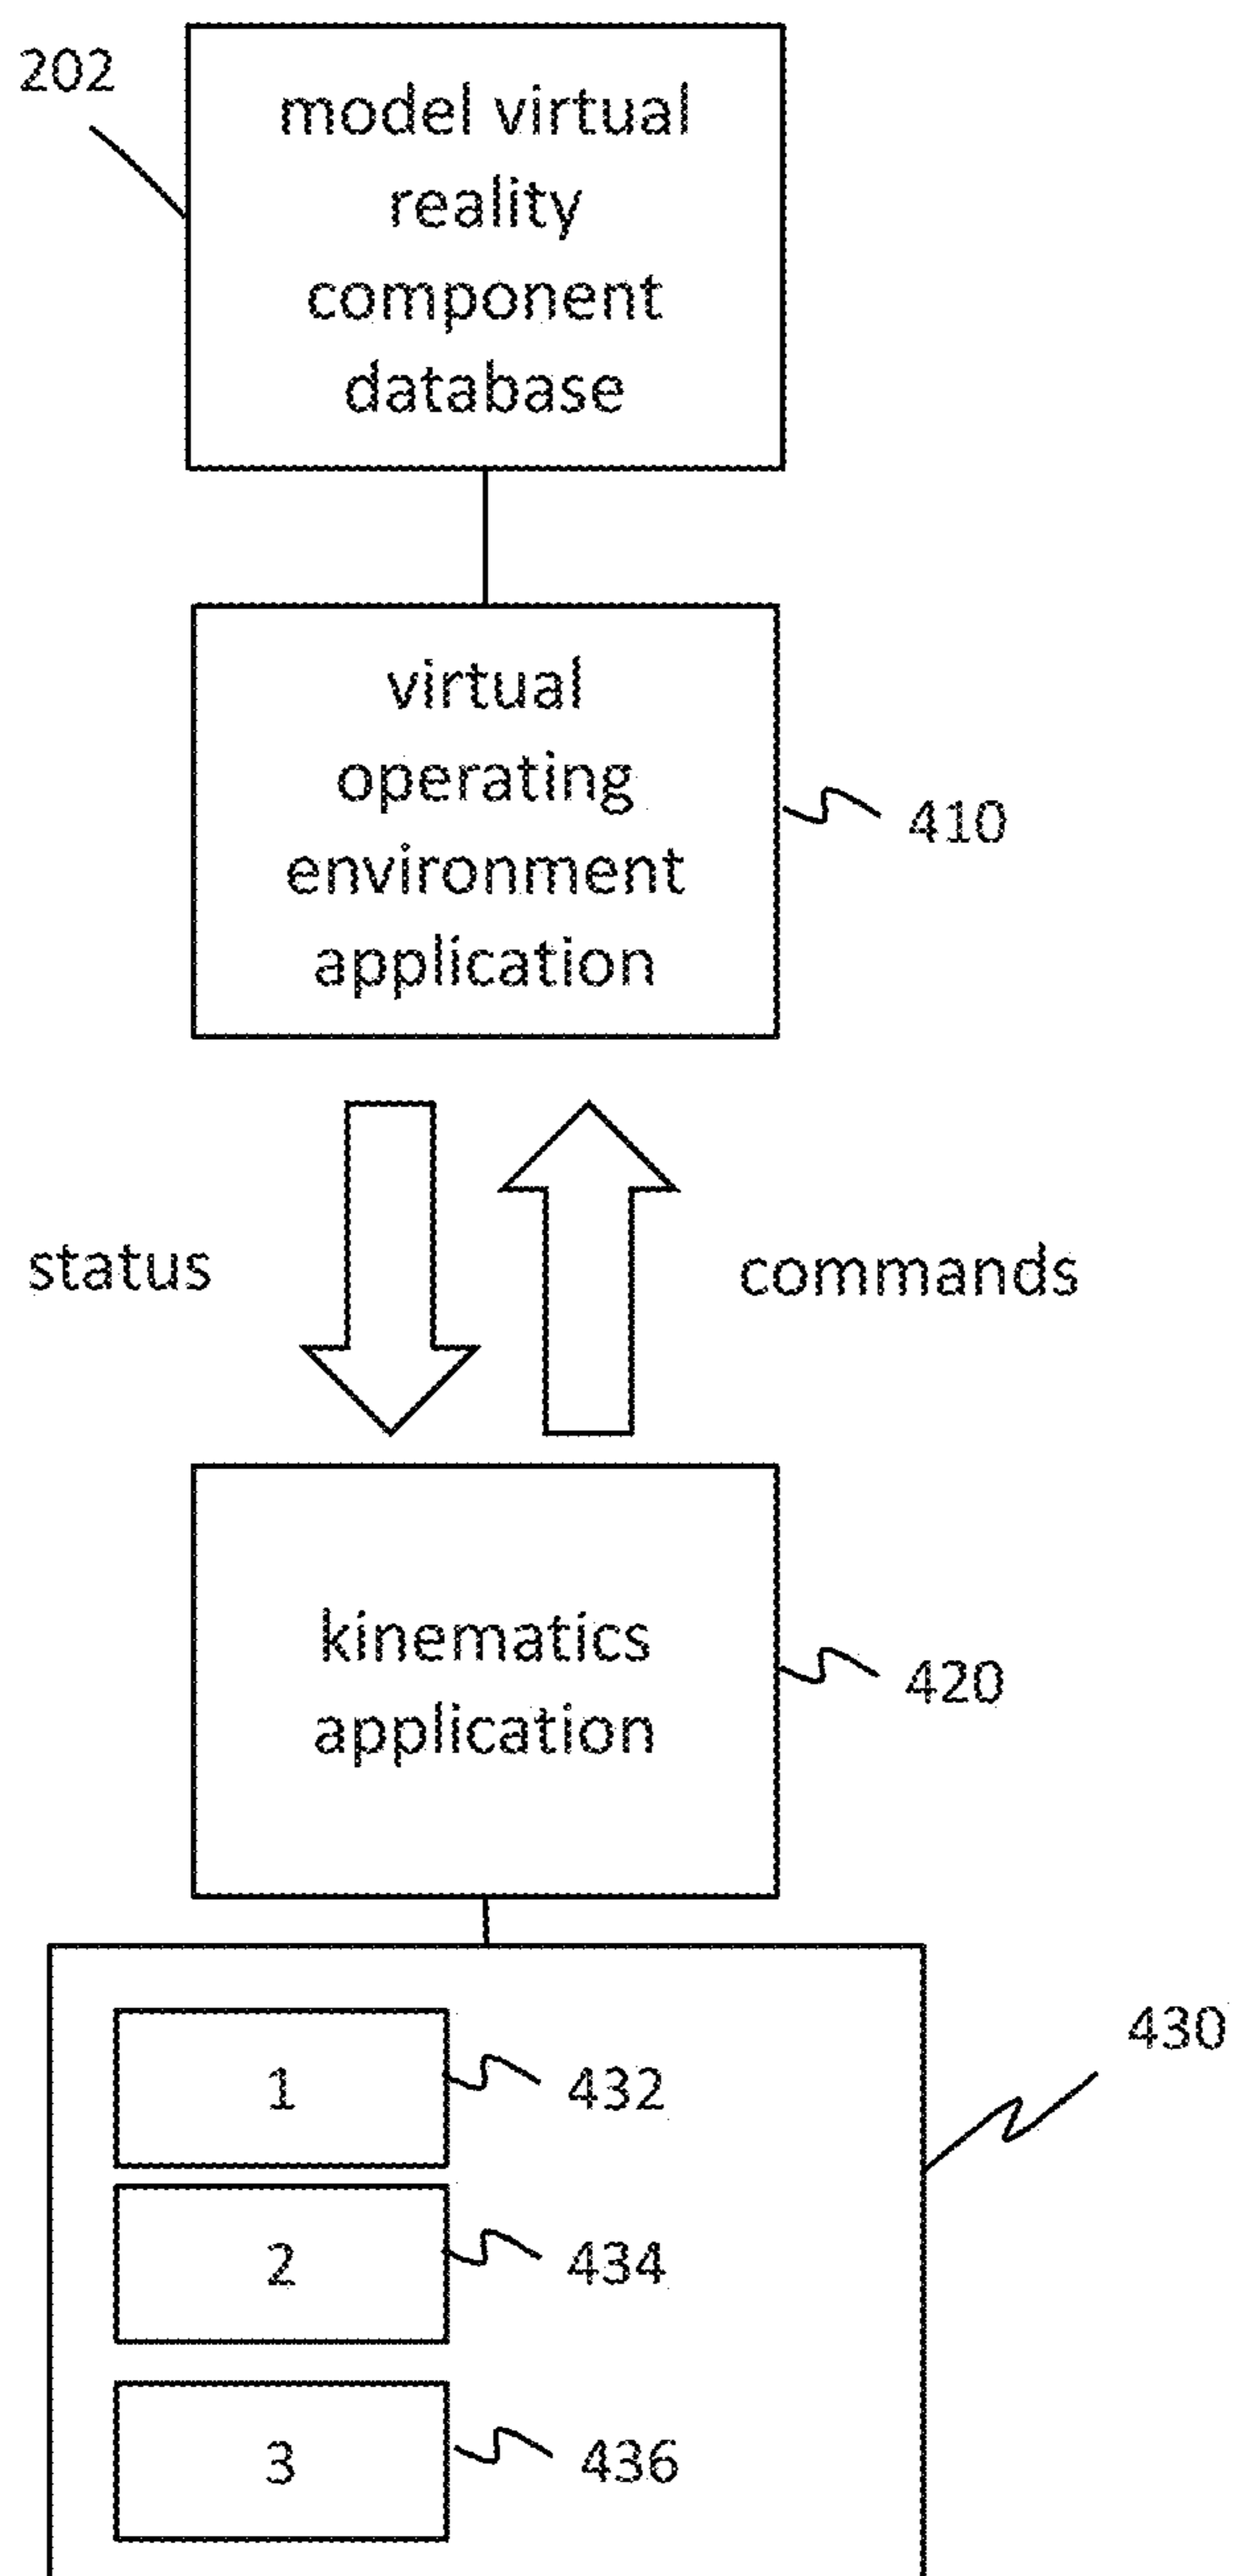 202
model virtual
reality
component
database
virtual
operating
environment
application
410
status
commands
kinematics
application
420
430
1
432
2
434
3
436